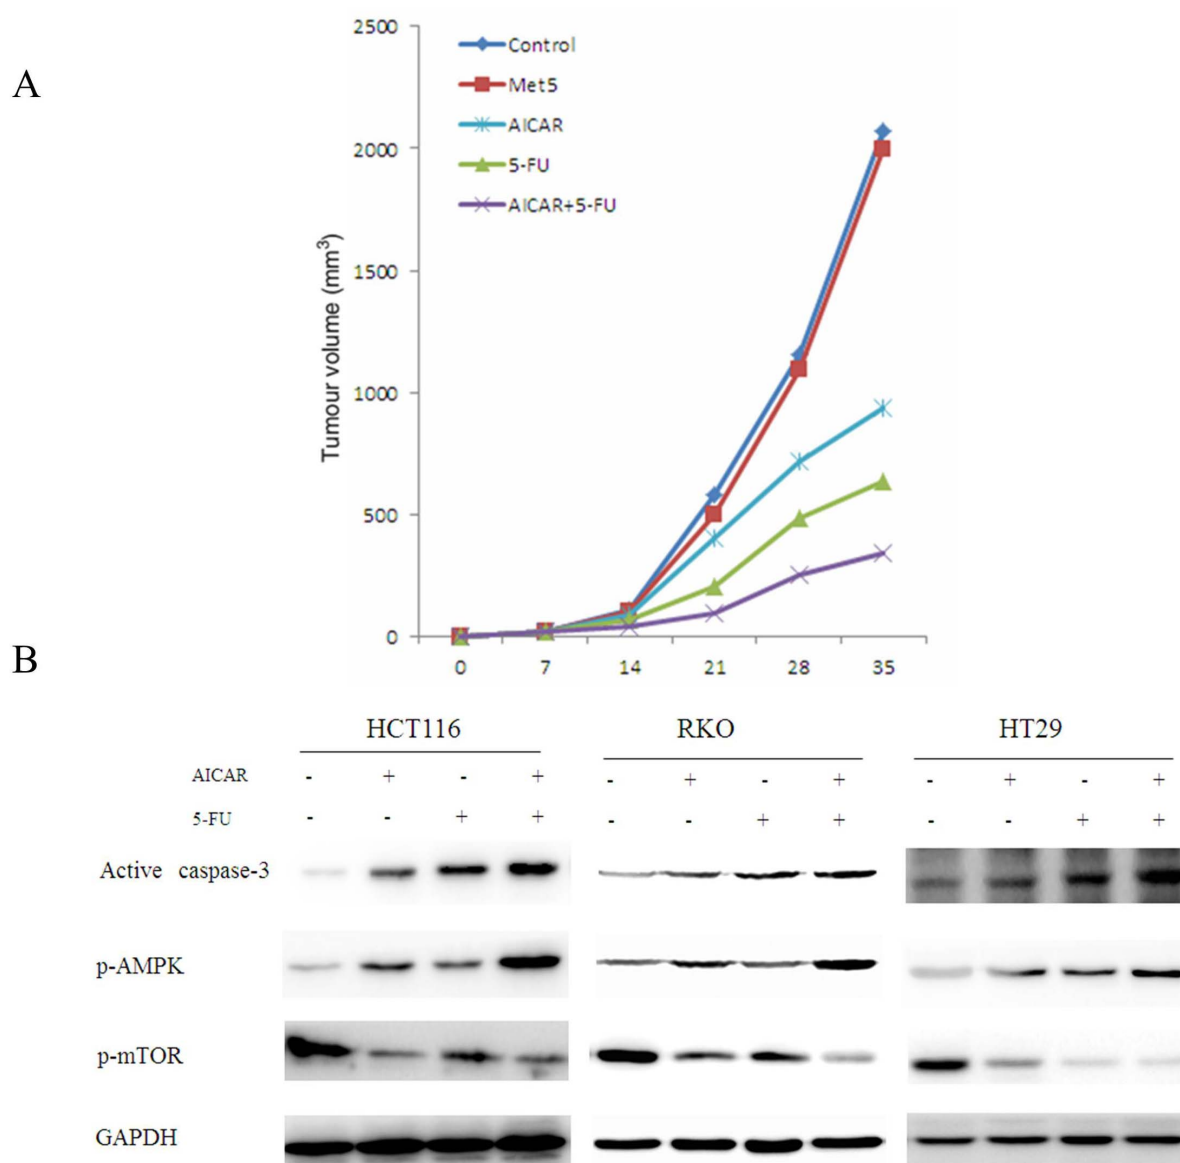 A
2500
2000
1500
1000
500
0
Tumour volume (mm³)
Control
Met5
AICAR
5-FU
AICAR+5-FU
0 7 14 21 28 35
B
HCT116 RKO HT29
AICAR - + - + - + - + - + - +
5-FU - - + + - - + + - - + +
Active caspase-3
p-AMPK
p-mTOR
GAPDH